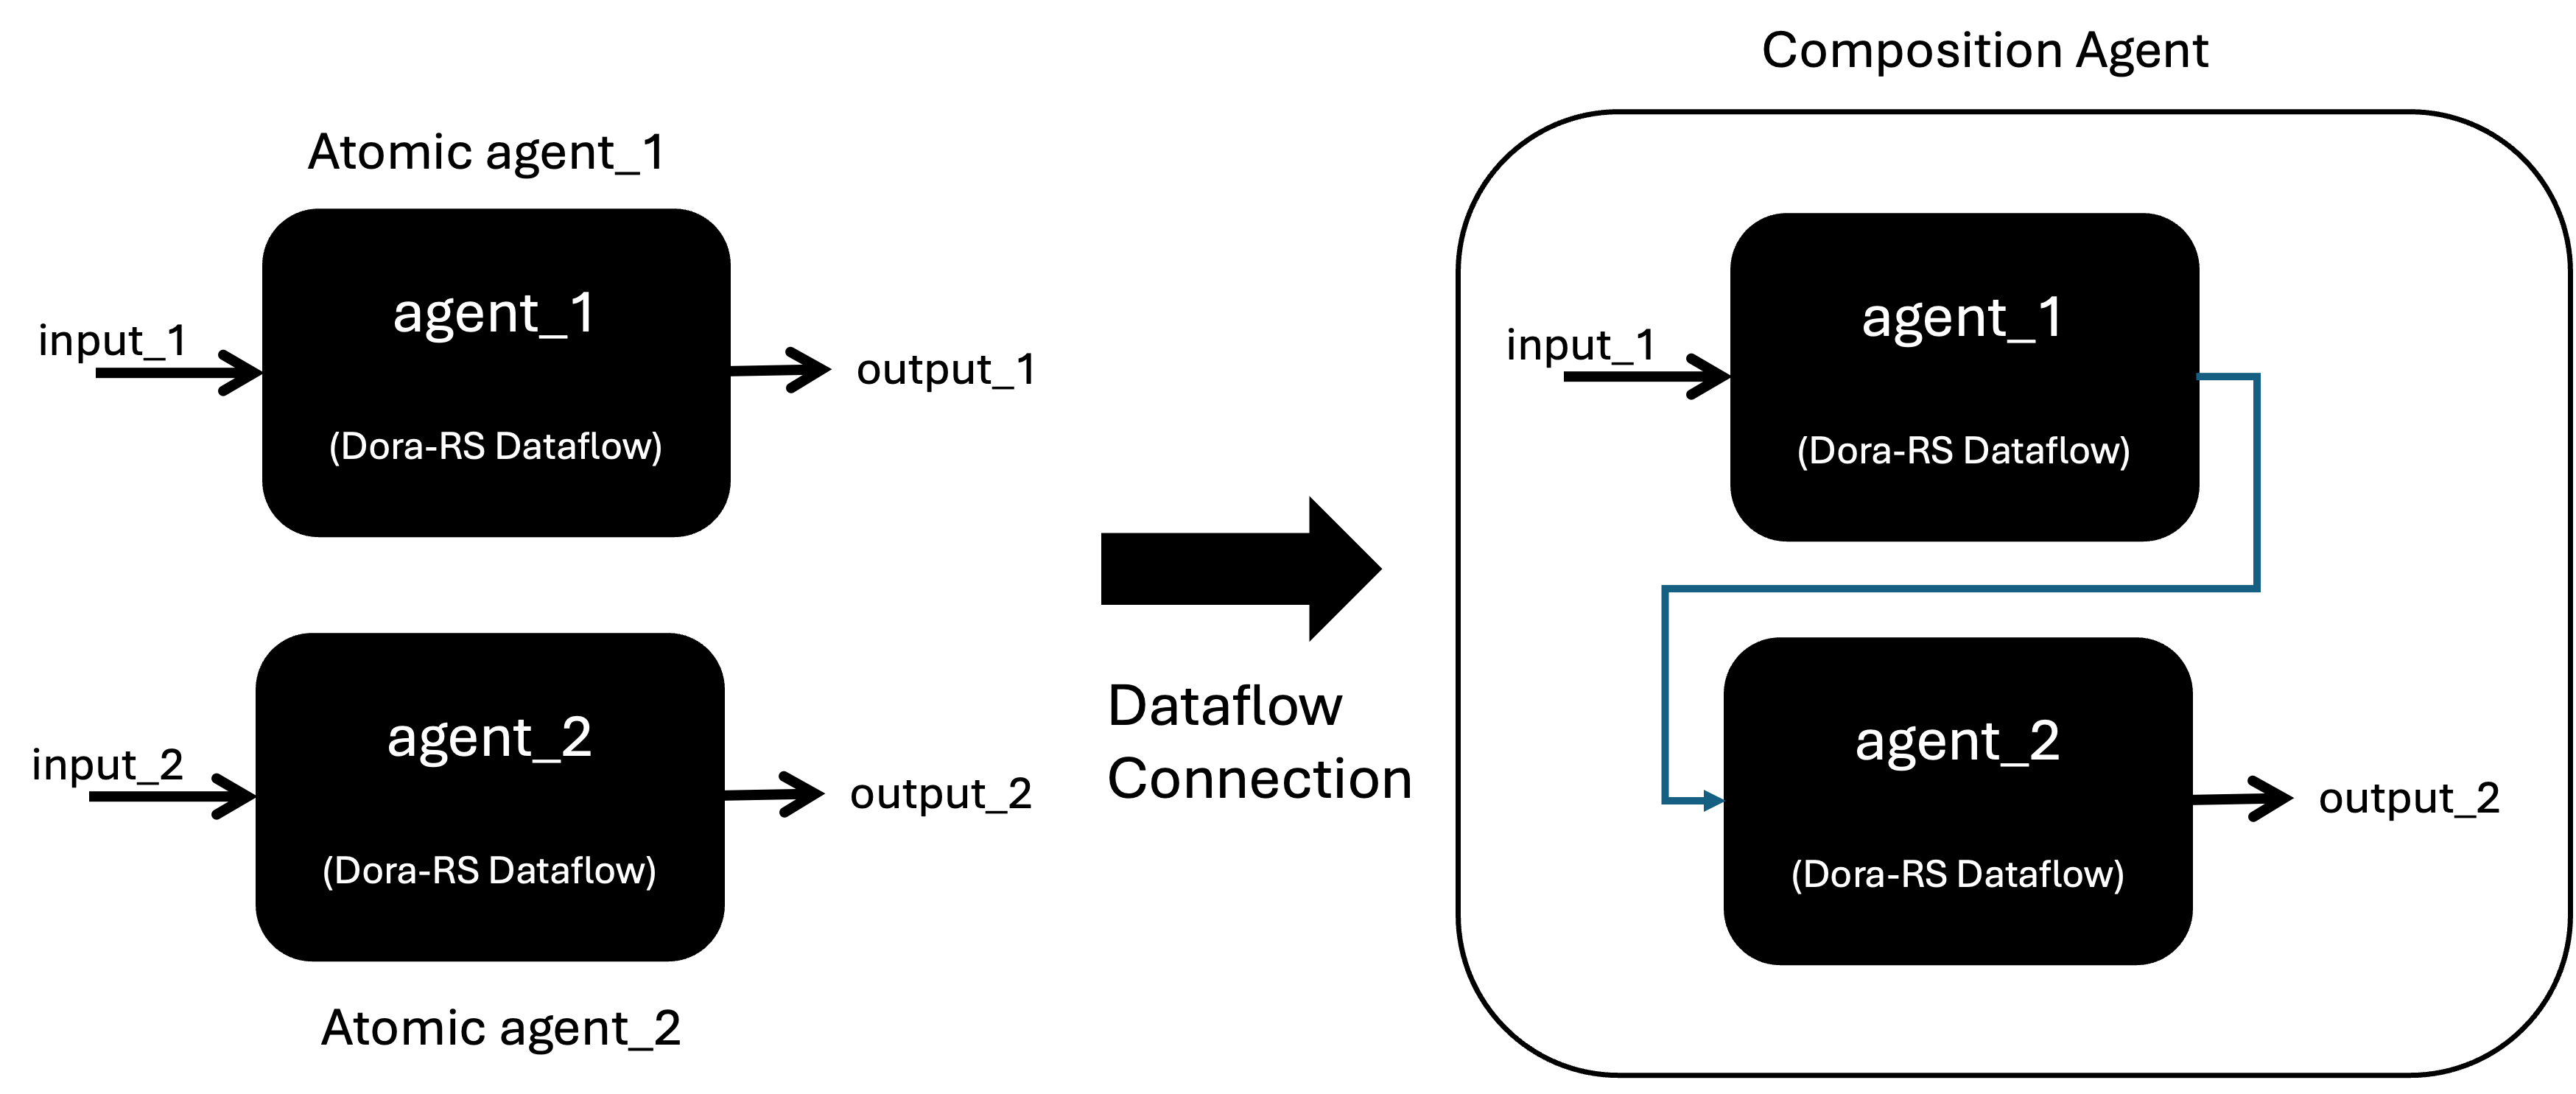 Atomic agent_1
input_1
agent_1
(Dora-RS Dataflow)
output_1
input_2
agent_2
(Dora-RS Dataflow)
output_2
Atomic agent_2
Dataflow
Connection
Composition Agent
input_1
agent_1
(Dora-RS Dataflow)
agent_2
(Dora-RS Dataflow)
output_2